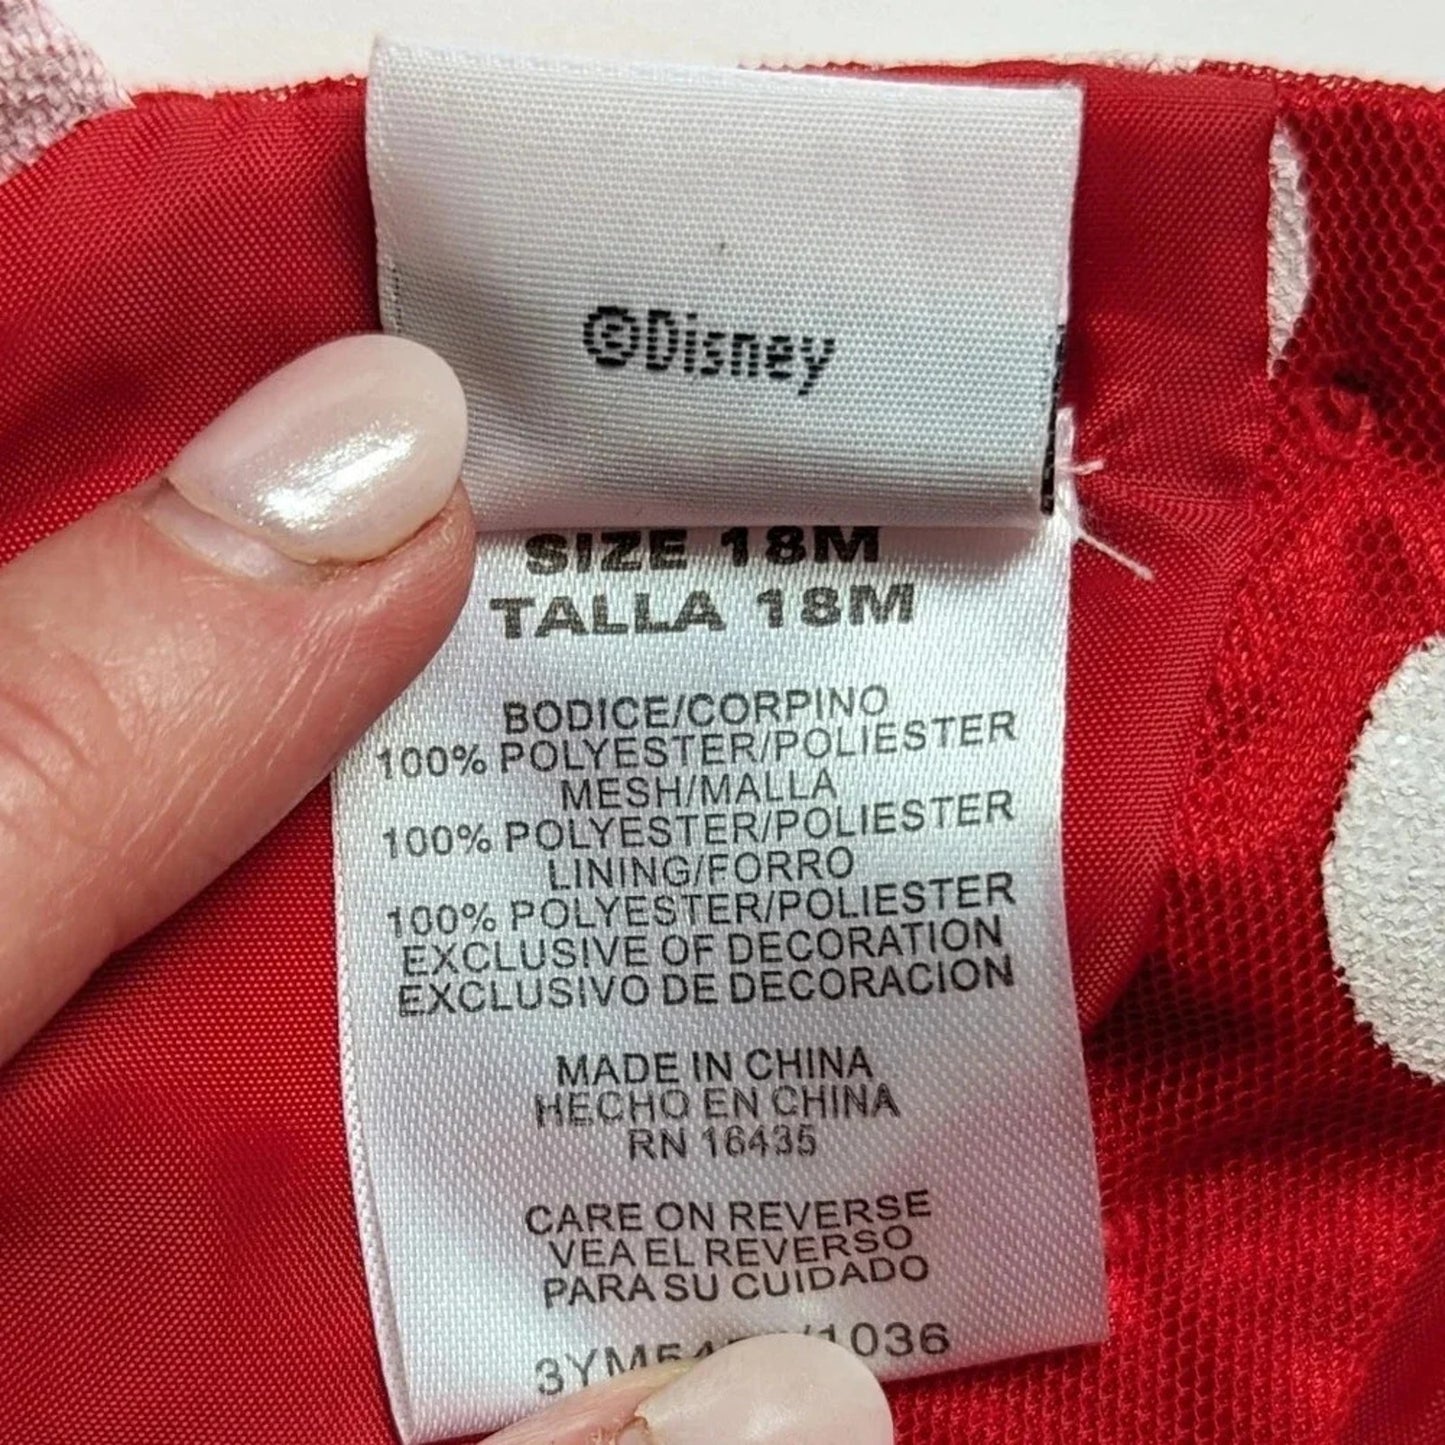 ©Disney
SIZE 18M
TALLA 18M
BODICE/CORPINO
100% POLYESTER/POLIESTER
MESH/MALLA
100% POLYESTER/POLIESTER
LINING/FORRO
100% POLYESTER/POLIESTER
EXCLUSIVE OF DECORATION
EXCLUSIVO DE DECORACION
MADE IN CHINA
HECHO EN CHINA
RN 16435
CARE ON REVERSE
VEA EL REVERSO
PARA SU CUIDADO
/1036